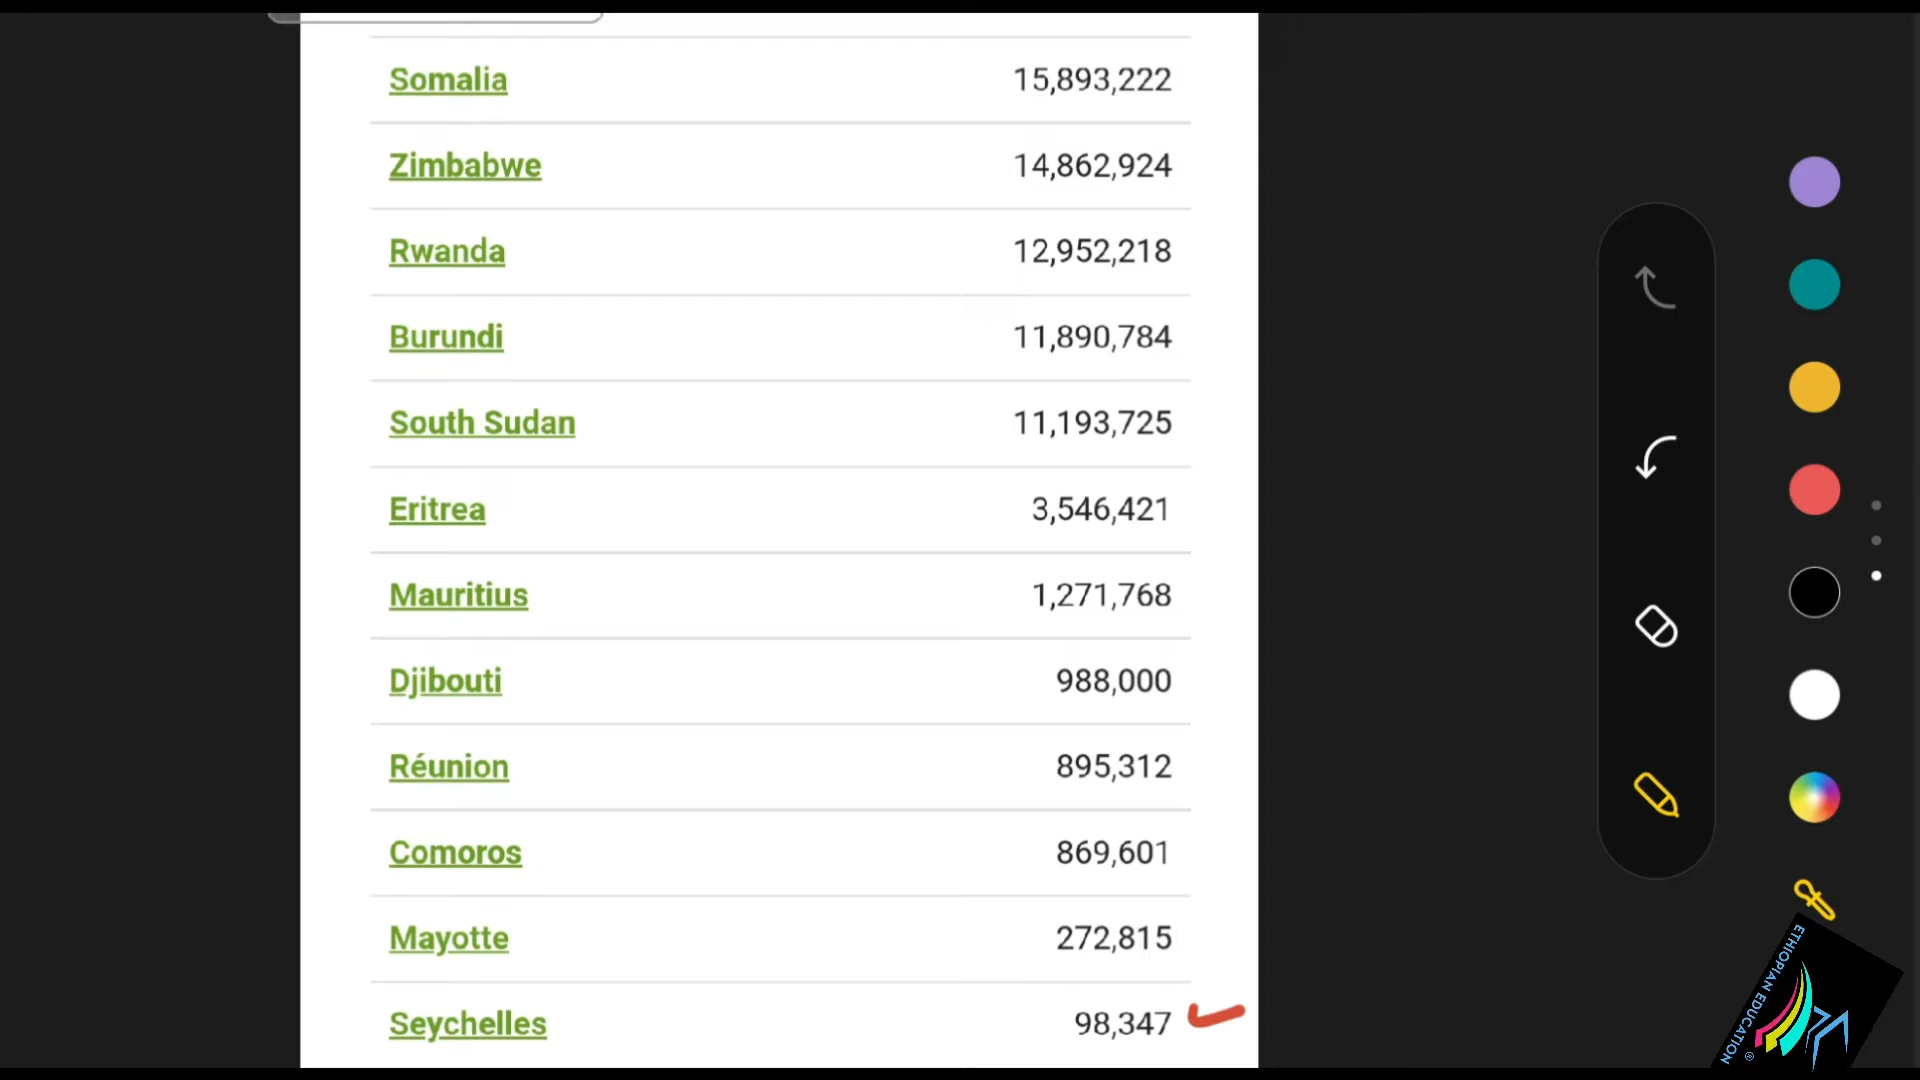 Somalia 15,893,222
Zimbabwe 14,862,924
Rwanda 12,952,218
Burundi 11,890,784
South Sudan 11,193,725
Eritrea 3,546,421
Mauritius 1,271,768
Djibouti 988,000
Réunion 895,312
Comoros 869,601
Mayotte 272,815
Seychelles 98,347
ETHIOPIAN EDUCATION ®